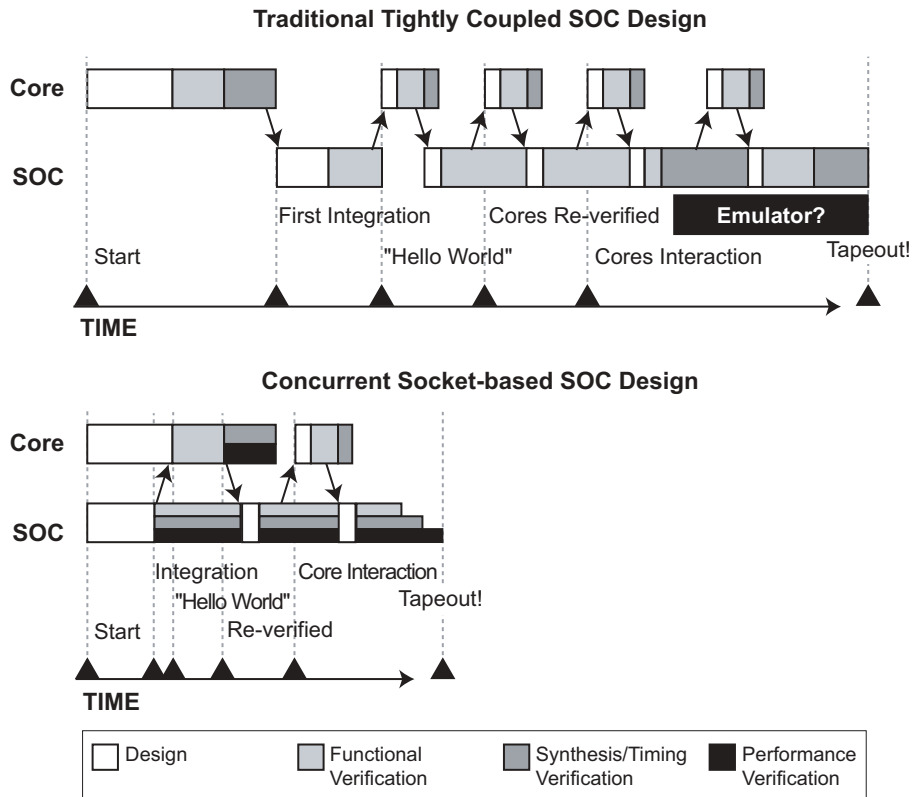 Traditional Tightly Coupled SOC Design
Core
SOC
First Integration
Cores Re-verified
Emulator?
Start
"Hello World"
Cores Interaction
Tapeout!
TIME
Concurrent Socket-based SOC Design
Core
SOC
Integration
Core Interaction
"Hello World"
Tapeout!
Start
Re-verified
TIME
Design
Functional
Verification
Synthesis/Timing
Verification
Performance
Verification